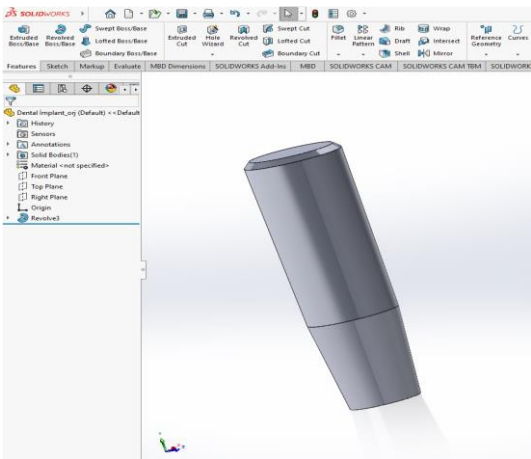 SOLIDWORKS
Extruded Boss/Base
Revolved Boss/Base
Swept Boss/Base
Lofted Boss/Base
Boundary Boss/Base
Extruded Cut
Hole Wizard
Revolved Cut
Swept Cut
Lofted Cut
Boundary Cut
Fillet
Linear Pattern
Rib
Draft
Shell
Wrap
Intersect
Mirror
Reference Geometry
Curves
Features Sketch Markup Evaluate MBD Dimensions SOLIDWORKS Add-Ins MBD SOLIDWORKS CAM SOLIDWORKS CAM TBM SOLIDWORK
Dental Implant_orj (Default) <<Default
History
Sensors
Annotations
Solid Bodies(1)
Material <not specified>
Front Plane
Top Plane
Right Plane
Origin
Revolve3